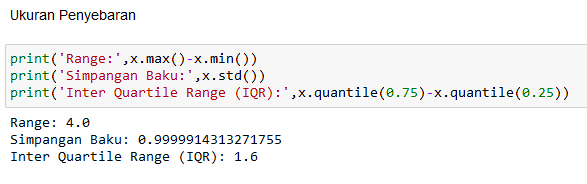 Ukuran Penyebaran
print('Range:',x.max()-x.min())
print('Simpangan Baku:',x.std())
print('Inter Quartile Range (IQR):',x.quantile(0.75)-x.quantile(0.25))
Range: 4.0
Simpangan Baku: 0.9999914313271755
Inter Quartile Range (IQR): 1.6